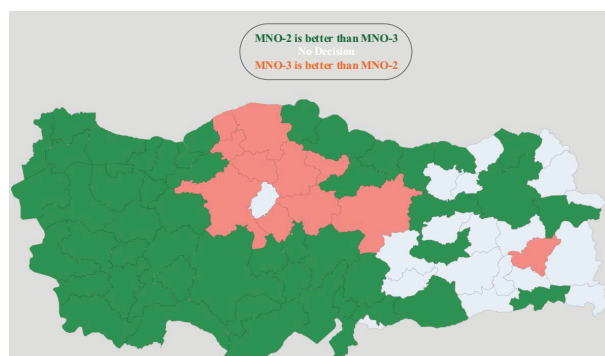 MNO-2 is better than MNO-3
No Decision
MNO-3 is better than MNO-2